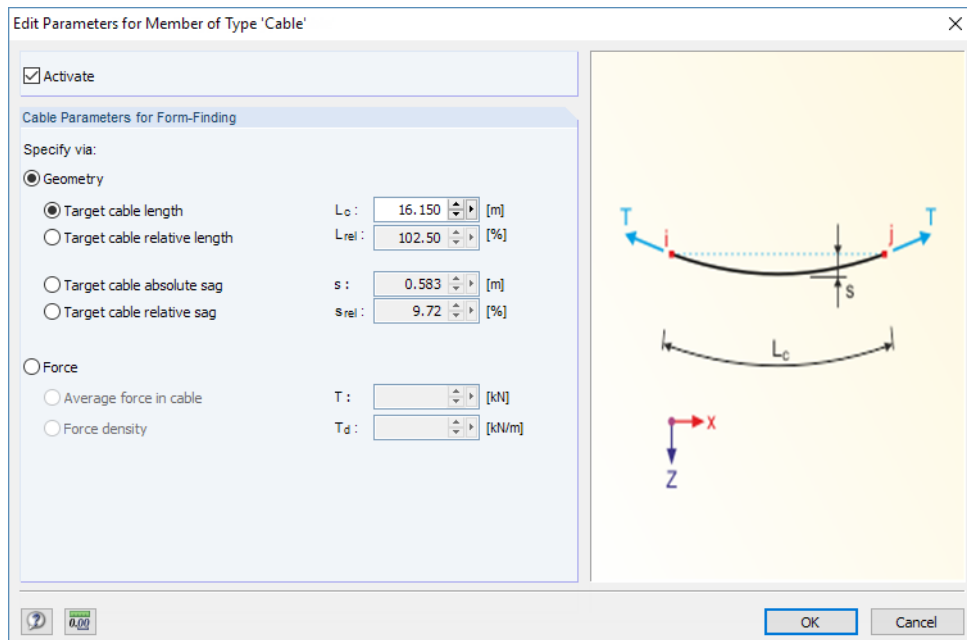 Edit Parameters for Member of Type 'Cable'
Activate
Cable Parameters for Form-Finding
Specify via:
Geometry
Target cable length Lc : 16.150 [m]
Target cable relative length Lrel : 102.50 [%]
Target cable absolute sag s : 0.583 [m]
Target cable relative sag srel : 9.72 [%]
Force
Average force in cable T : [kN]
Force density Td : [kN/m]
T T
i j
s
Lc
X
Z
0.00
OK Cancel